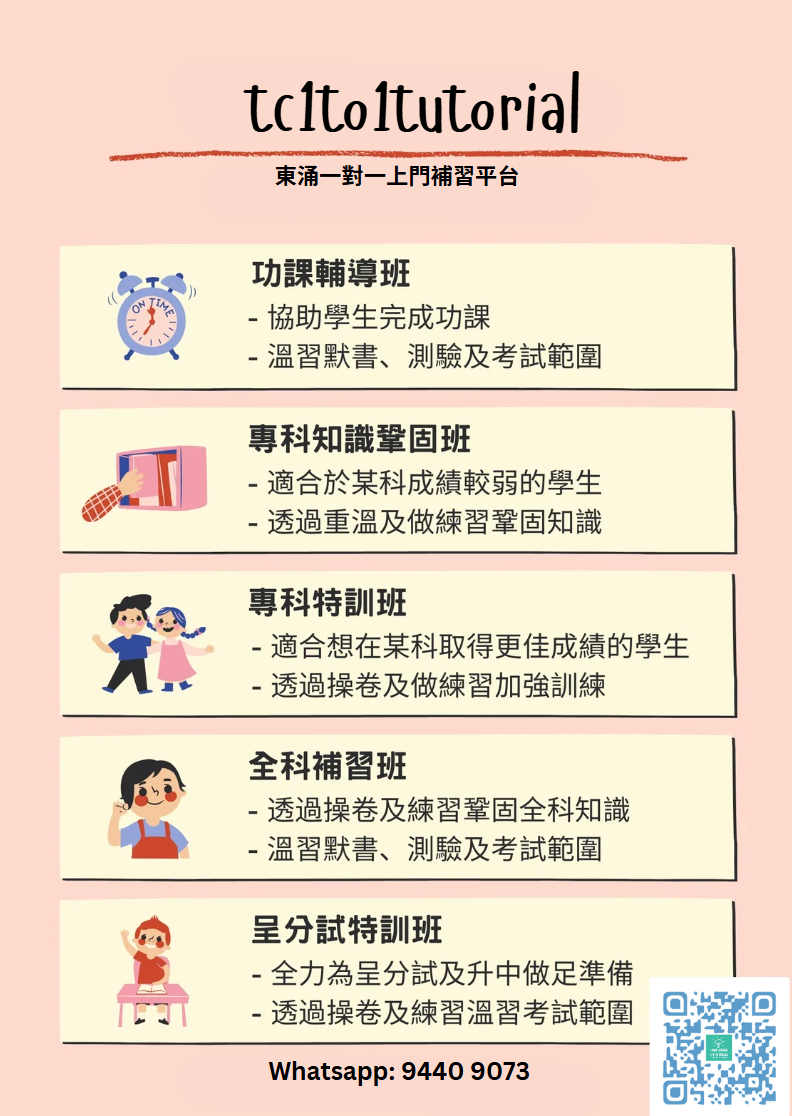 tc1to1tutorial
東涌一對一上門補習平台
ON TIME
功課輔導班
- 協助學生完成功課
- 溫習默書、測驗及考試範圍
專科知識鞏固班
- 適合於某科成績較弱的學生
- 透過重溫及做練習鞏固知識
專科特訓班
- 適合想在某科取得更佳成績的學生
- 透過操卷及做練習加強訓練
全科補習班
- 透過操卷及練習鞏固全科知識
- 溫習默書、測驗及考試範圍
呈分試特訓班
- 全力為呈分試及升中做足準備
- 透過操卷及練習溫習考試範圍
Whatsapp: 9440 9073